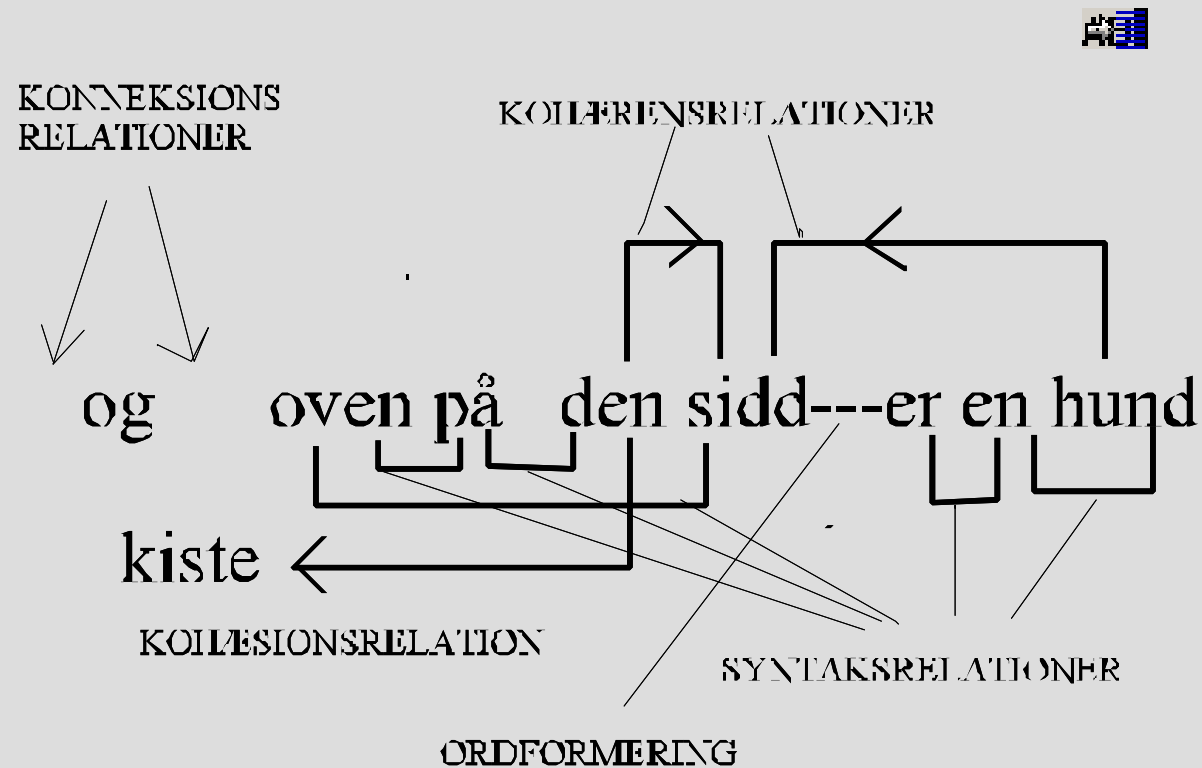 KONNEKSIONS
RELATIONER
KOHÆRENSRELATIONER
og oven på den sidd---er en hund
kiste
KOHÆSIONSRELATION
SYNTAKSRELATIONER
ORDFORMERING